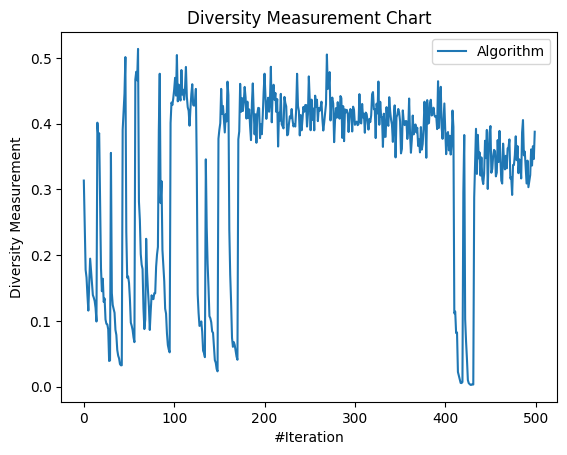 Diversity Measurement Chart
Algorithm
Diversity Measurement
0.5
0.4
0.3
0.2
0.1
0.0
0 100 200 300 400 500
#Iteration